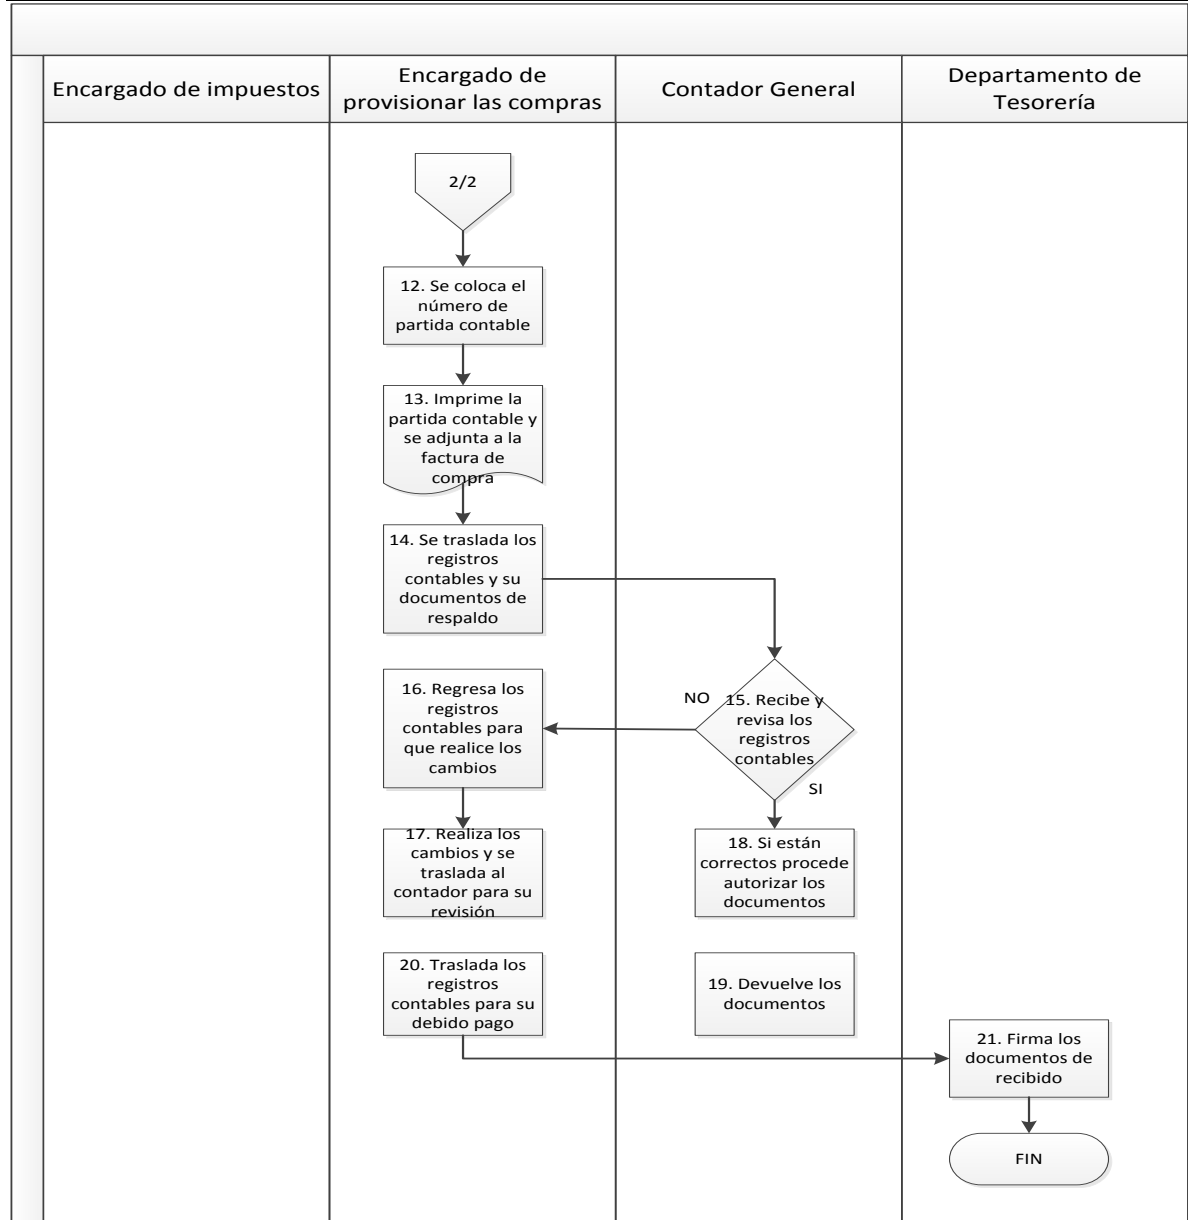 Encargado de impuestos
Encargado de
provisionar las compras
Contador General
Departamento de
Tesorería
2/2
12. Se coloca el
número de
partida contable
13. Imprime la
partida contable y
se adjunta a la
factura de
compra
14. Se traslada los
registros
contables y su
documentos de
respaldo
NO
15. Recibe y
revisa los
registros
contables
SI
16. Regresa los
registros
contables para
que realice los
cambios
17. Realiza los
cambios y se
traslada al
contador para su
revisión
18. Si están
correctos procede
autorizar los
documentos
19. Devuelve los
documentos
20. Traslada los
registros
contables para su
debido pago
21. Firma los
documentos de
recibido
FIN